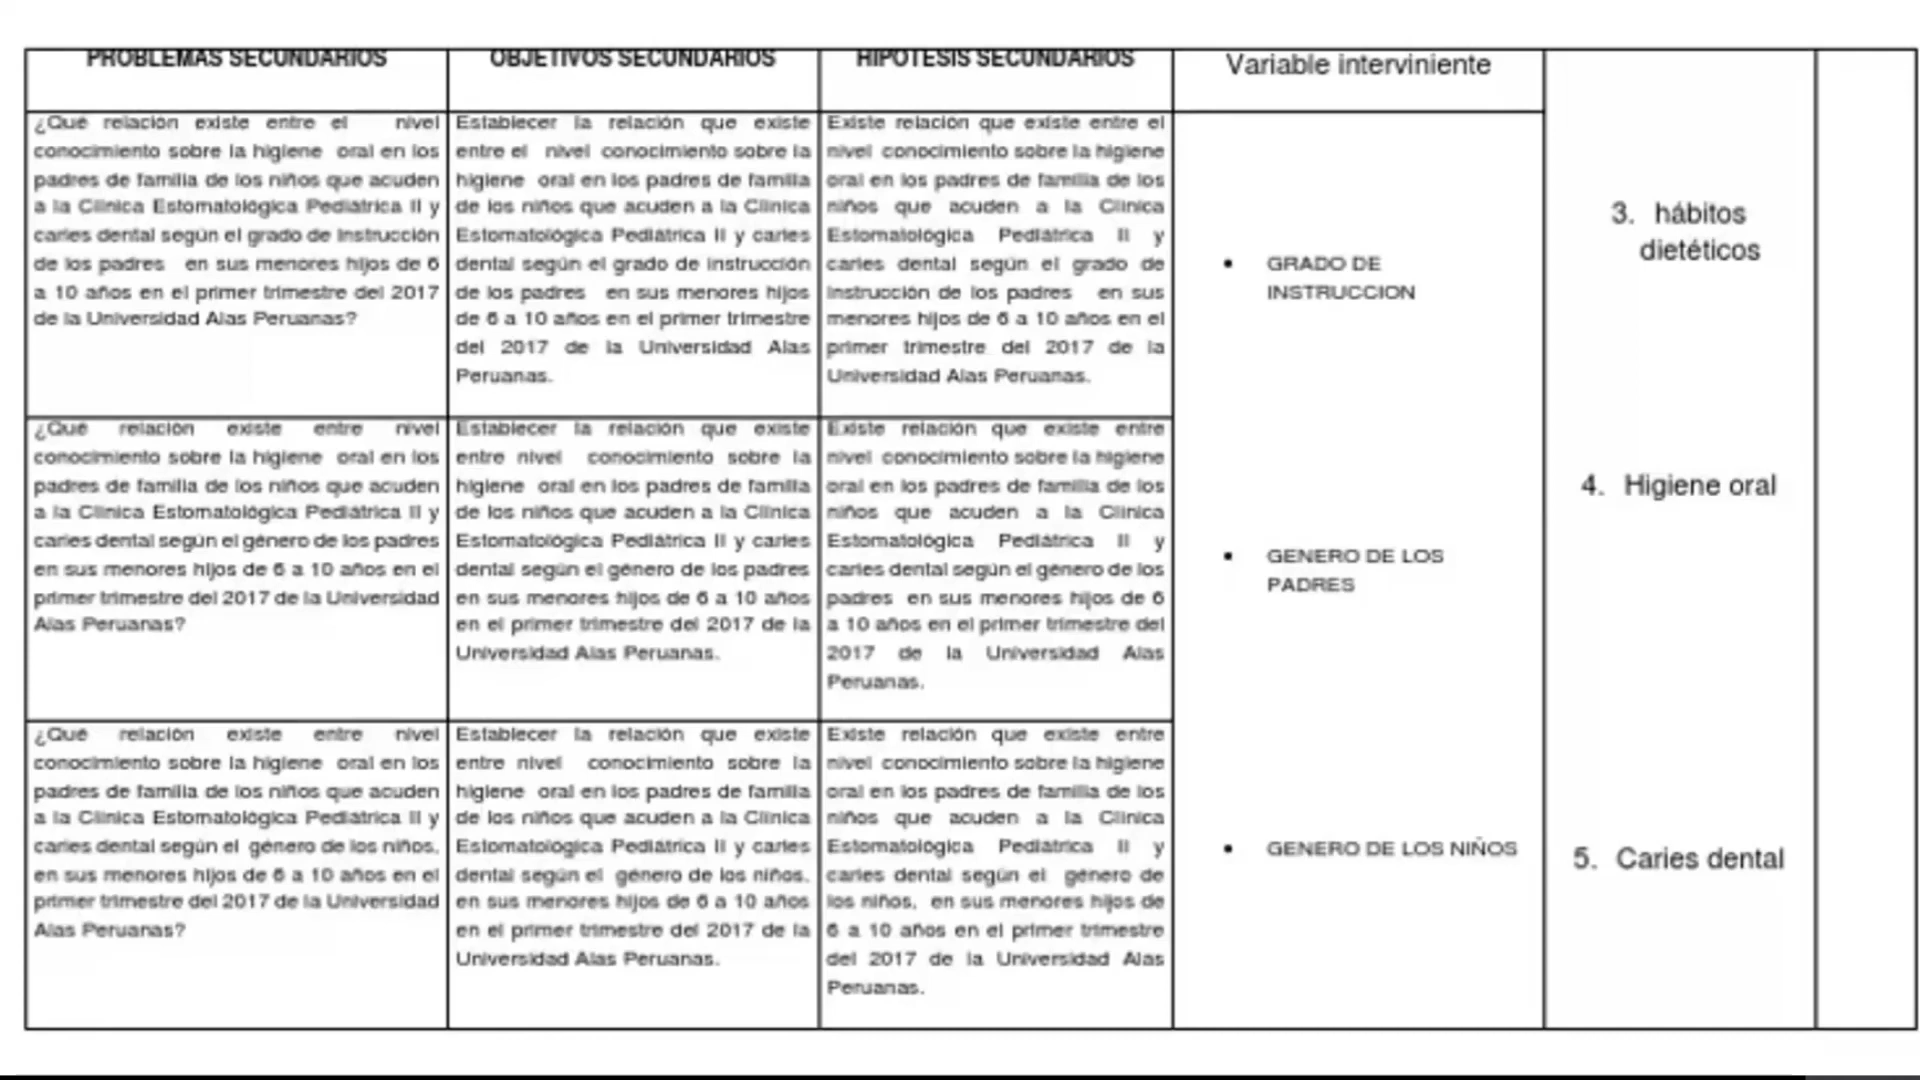 PROBLEMAS SECUNDARIOS
OBJETIVOS SECUNDARIOS
HIPOTESIS SECUNDARIOS
Variable interviniente
¿Qué relación existe entre el nivel
conocimiento sobre la higiene oral en los
padres de familia de los niños que acuden
a la Clínica Estomatológica Pediátrica II y
caries dental según el grado de instrucción
de los padres en sus menores hijos de 6
a 10 años en el primer trimestre del 2017
de la Universidad Alas Peruanas?
Establecer la relación que existe
entre el nivel conocimiento sobre la
higiene oral en los padres de familia
de los niños que acuden a la Clínica
Estomatológica Pediátrica II y caries
dental según el grado de instrucción
de los padres en sus menores hijos
de 6 a 10 años en el primer trimestre
del 2017 de la Universidad Alas
Peruanas.
Existe relación que existe entre el
nivel conocimiento sobre la higiene
oral en los padres de familia de los
niños que acuden a la Clínica
Estomatológica Pediátrica II y
caries dental según el grado de
instrucción de los padres en sus
menores hijos de 6 a 10 años en el
primer trimestre del 2017 de la
Universidad Alas Peruanas.
• GRADO DE
INSTRUCCION
3. hábitos
dietéticos
¿Qué relación existe entre nivel
conocimiento sobre la higiene oral en los
padres de familia de los niños que acuden
a la Clínica Estomatológica Pediátrica II y
caries dental según el género de los padres
en sus menores hijos de 6 a 10 años en el
primer trimestre del 2017 de la Universidad
Alas Peruanas?
Establecer la relación que existe
entre nivel conocimiento sobre la
higiene oral en los padres de familia
de los niños que acuden a la Clínica
Estomatológica Pediátrica II y caries
dental según el género de los padres
en sus menores hijos de 6 a 10 años
en el primer trimestre del 2017 de la
Universidad Alas Peruanas.
Existe relación que existe entre
nivel conocimiento sobre la higiene
oral en los padres de familia de los
niños que acuden a la Clínica
Estomatológica Pediátrica II y
caries dental según el género de los
padres en sus menores hijos de 6
a 10 años en el primer trimestre del
2017 de la Universidad Alas
Peruanas.
• GENERO DE LOS
PADRES
4. Higiene oral
¿Qué relación existe entre nivel
conocimiento sobre la higiene oral en los
padres de familia de los niños que acuden
a la Clínica Estomatológica Pediátrica II y
caries dental según el género de los niños,
en sus menores hijos de 6 a 10 años en el
primer trimestre del 2017 de la Universidad
Alas Peruanas?
Establecer la relación que existe
entre nivel conocimiento sobre la
higiene oral en los padres de familia
de los niños que acuden a la Clínica
Estomatológica Pediátrica II y caries
dental según el género de los niños,
en sus menores hijos de 6 a 10 años
en el primer trimestre del 2017 de la
Universidad Alas Peruanas.
Existe relación que existe entre
nivel conocimiento sobre la higiene
oral en los padres de familia de los
niños que acuden a la Clínica
Estomatológica Pediátrica II y
caries dental según el género de
los niños, en sus menores hijos de
6 a 10 años en el primer trimestre
del 2017 de la Universidad Alas
Peruanas.
• GENERO DE LOS NIÑOS
5. Caries dental